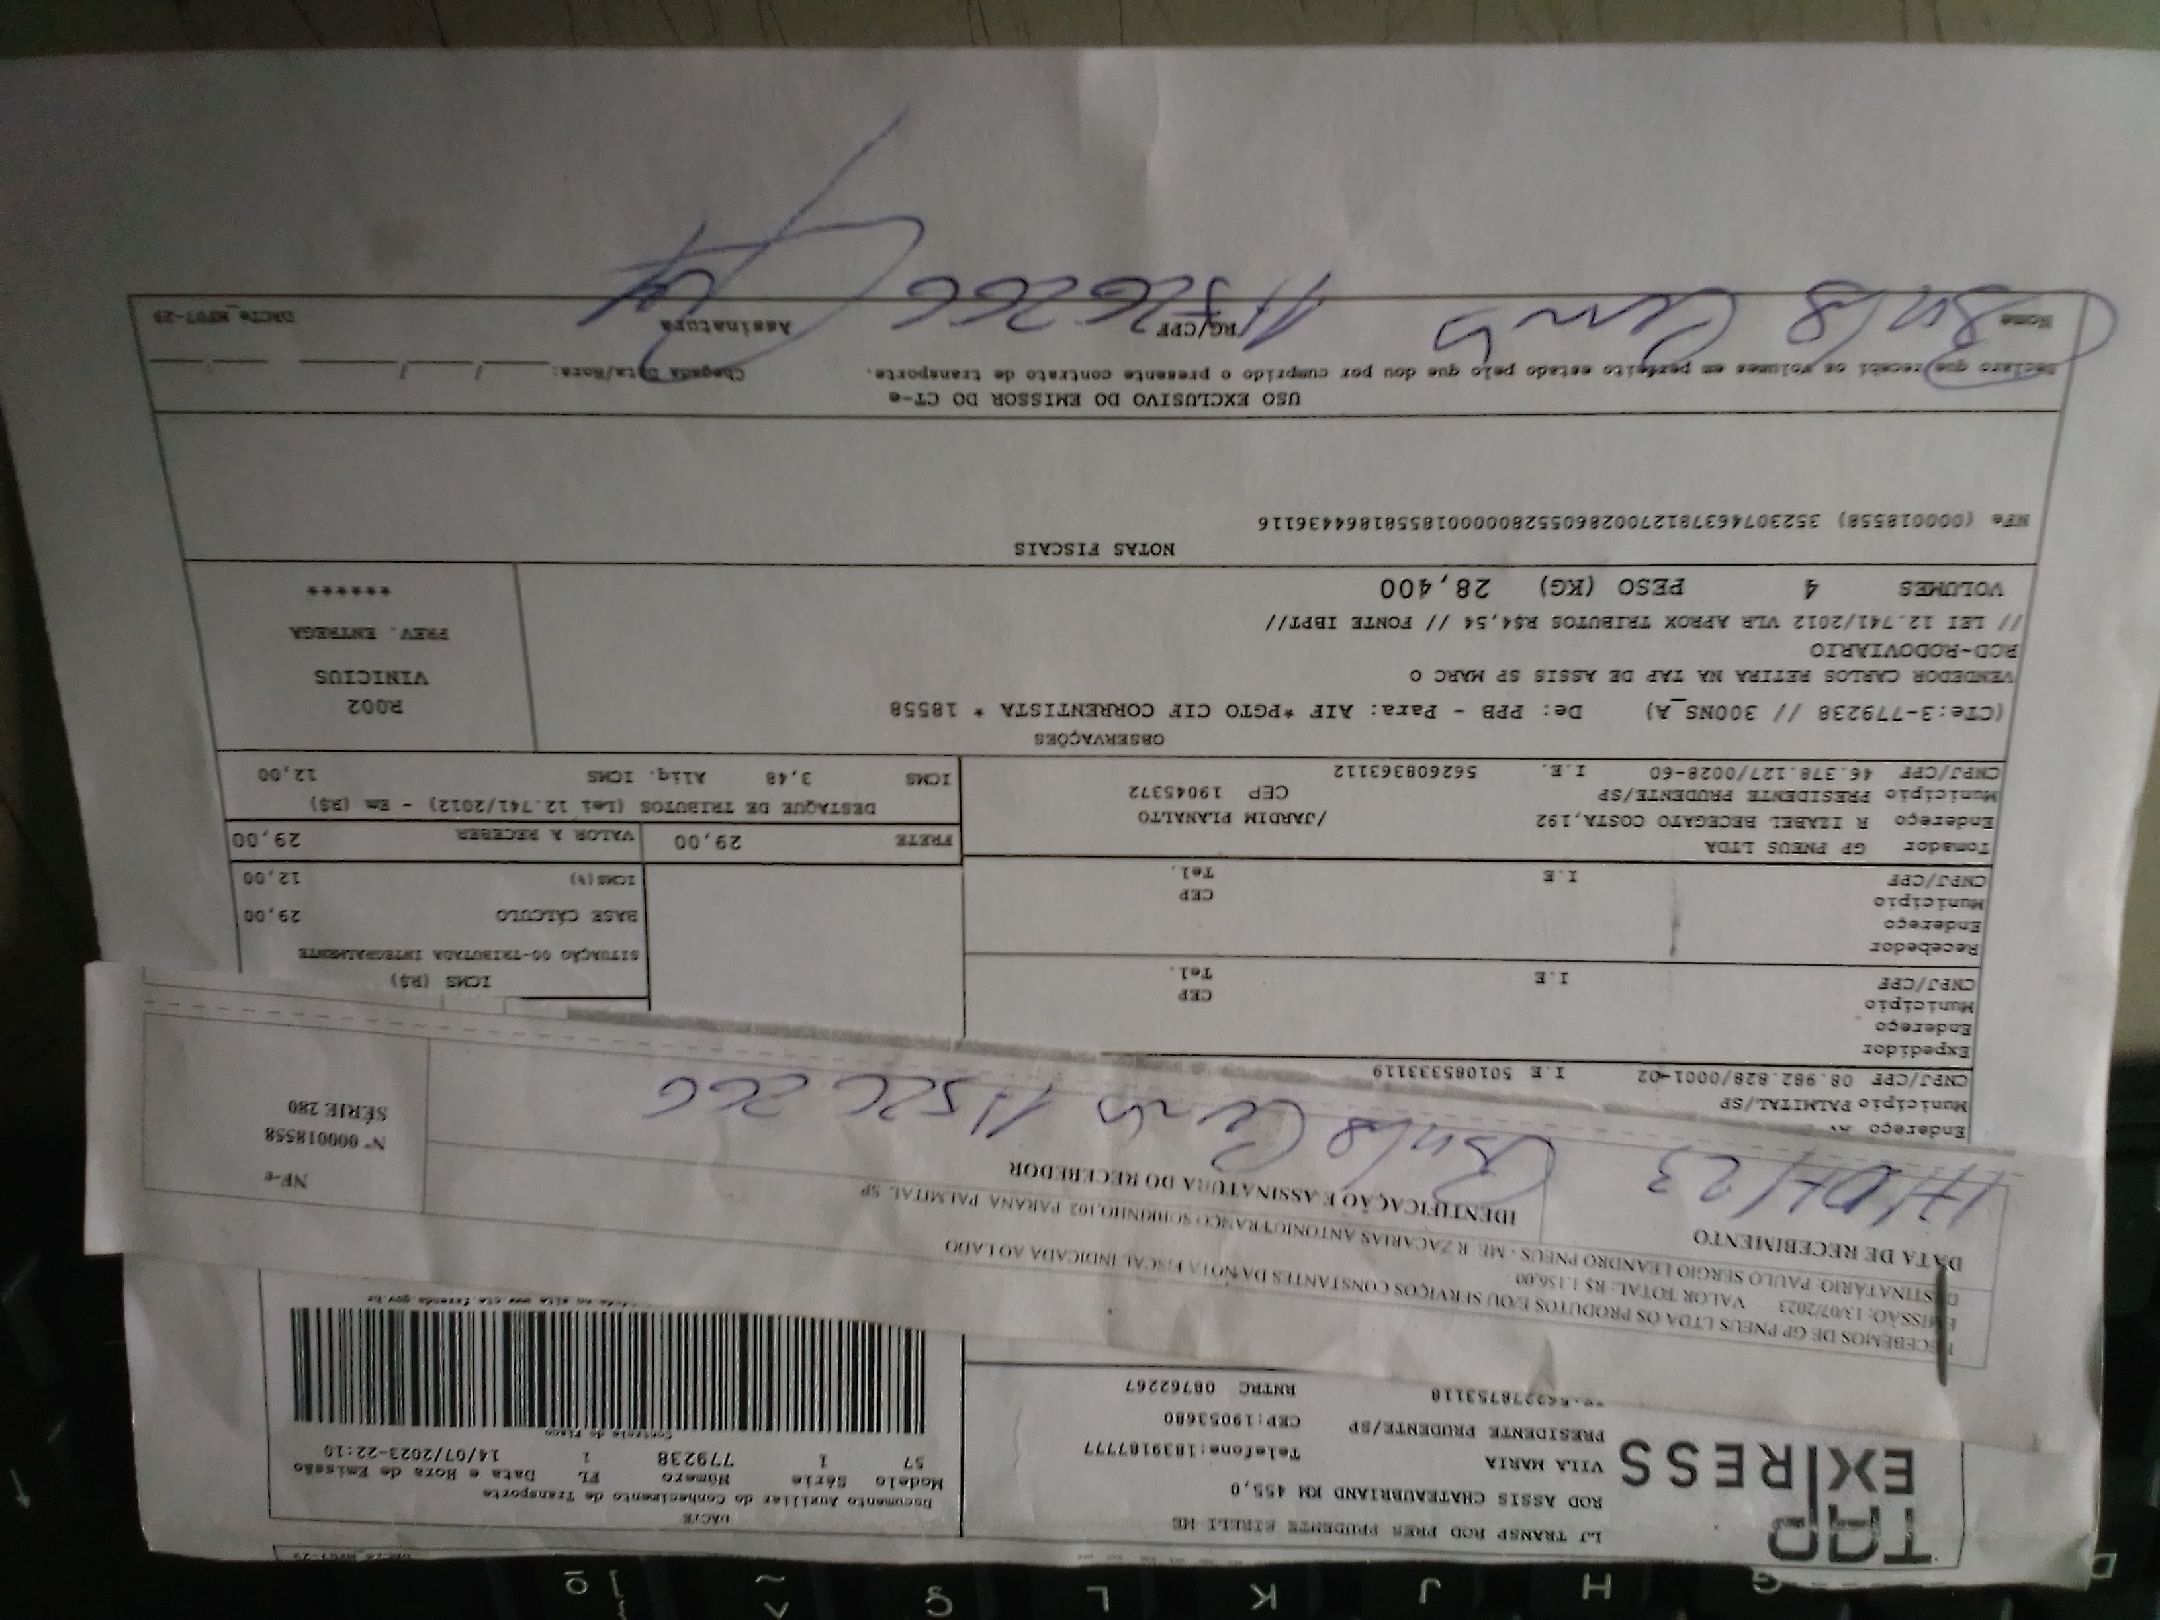 TAP
EXPRESS
LJ TRANSP ROD PRES PRUDENTE EIRELI ME
ROD ASSIS CHATEAUBRIAND KM 455,0
VILA MARIA Telefone:1839187777
PRESIDENTE PRUDENTE/SP CEP:19053680
RNTRC 08762267
DACTE
Documento Auxiliar do Conhecimento de Transporte
Modelo Série Número FL Data e Hora de Emissão
57 1 779238 1 14/07/2023-22:10
Controle do Fisco
RECEBEMOS DE GP PNEUS LTDA OS PRODUTOS E/OU SERVIÇOS CONSTANTES DA NOTA FISCAL INDICADA AO LADO
EMISSÃO: 13/07/2023 VALOR TOTAL: R$ 1.156,00
DESTINATÁRIO: PAULO SERGIO LEANDRO PNEUS - ME R ZACARIAS ANTONIO FRANCO SOBRINHO,102 PARANA PALMITAL SP
DATA DE RECEBIMENTO
17/07/23
IDENTIFICAÇÃO E ASSINATURA DO RECEBEDOR
11526266
NF-e
Nº 000018558
SÉRIE 280
Endereço
Município PALMITAL/SP
CNPJ/CPF 08.982.828/0001-02 I.E 501085333119
Expedidor
Endereço
Município CEP
CNPJ/CPF I.E Tel.
Recebedor
Endereço
Município CEP
CNPJ/CPF I.E Tel.
Tomador GP PNEUS LTDA
Endereço R IZABEL BECEGATO COSTA,192 /JARDIM PLANALTO
Município PRESIDENTE PRUDENTE/SP CEP 19045372
CNPJ/CPF 46.378.127/0028-60 I.E. 562608363112
ICMS (R$)
SITUAÇÃO 00-TRIBUTADA INTEGRALMENTE
BASE CÁLCULO 29,00
ICMS(%) 12,00
FRETE 29,00 VALOR A RECEBER 29,00
DESTAQUE DE TRIBUTOS (Lei 12.741/2012) - Em (R$)
ICMS 3,48 Aliq. ICMS 12,00
OBSERVAÇÕES
(CTe:3-779238 // 300NS_A) De: PPB - Para: AIF *PGTO CIF CORRENTISTA * 18558
VENDEDOR CARLOS RETIRA NA TAP DE ASSIS SP MARC O
RCD-RODOVIARIO
// LEI 12.741/2012 VLR APROX TRIBUTOS R$4,54 // FONTE IBPT//
VOLUMES 4 PESO (KG) 28,400
R002
VINICIUS
PREV. ENTREGA
******
NOTAS FISCAIS
NFe (000018558) 35230746378127002860552800000185581864436116
USO EXCLUSIVO DO EMISSOR DO CT-e
Declaro que recebi os volumes em perfeito estado pelo que dou por cumprido o presente contrato de transporte. Chegada Data/Hora: ____/____/____ ___:___
Nome RG/CPF Assinatura DACTe_MP07-29
11526266